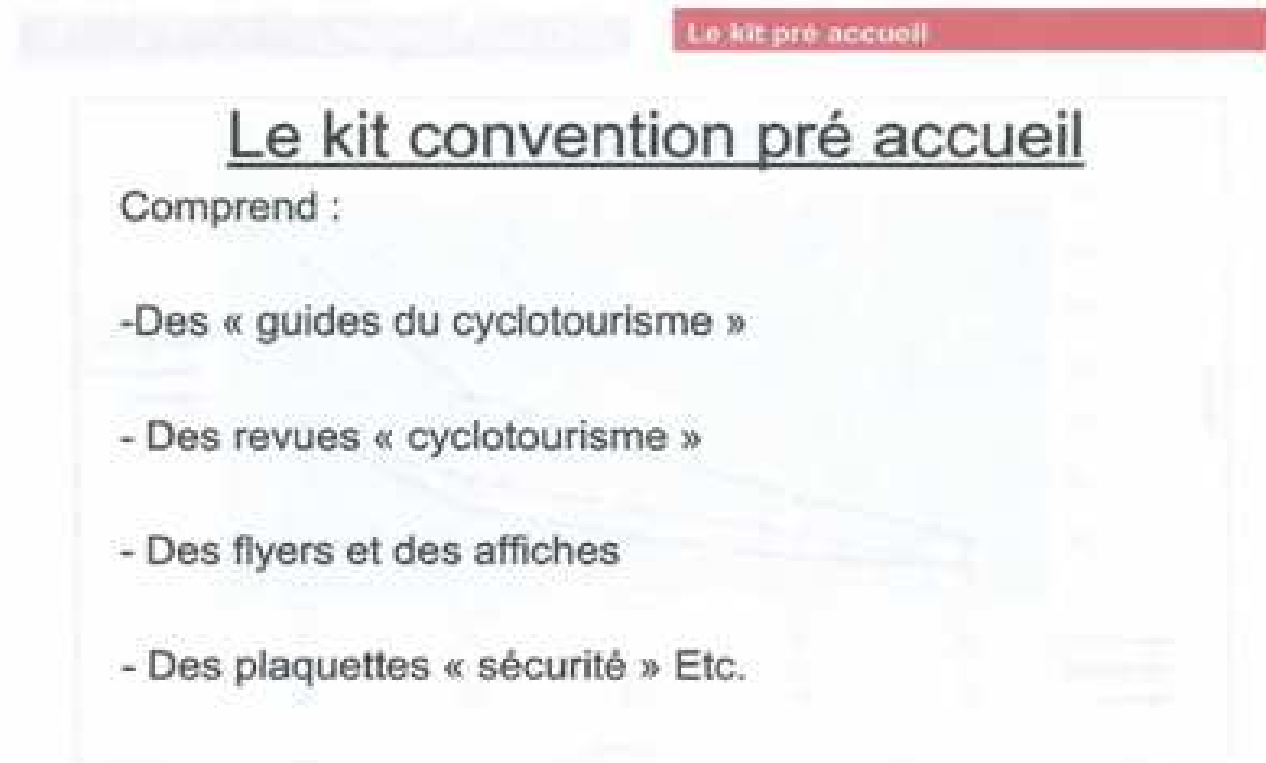 Le kit pré accueil
Le kit convention pré accueil
Comprend :
-Des « guides du cyclotourisme »
- Des revues « cyclotourisme »
- Des flyers et des affiches
- Des plaquettes « sécurité » Etc.